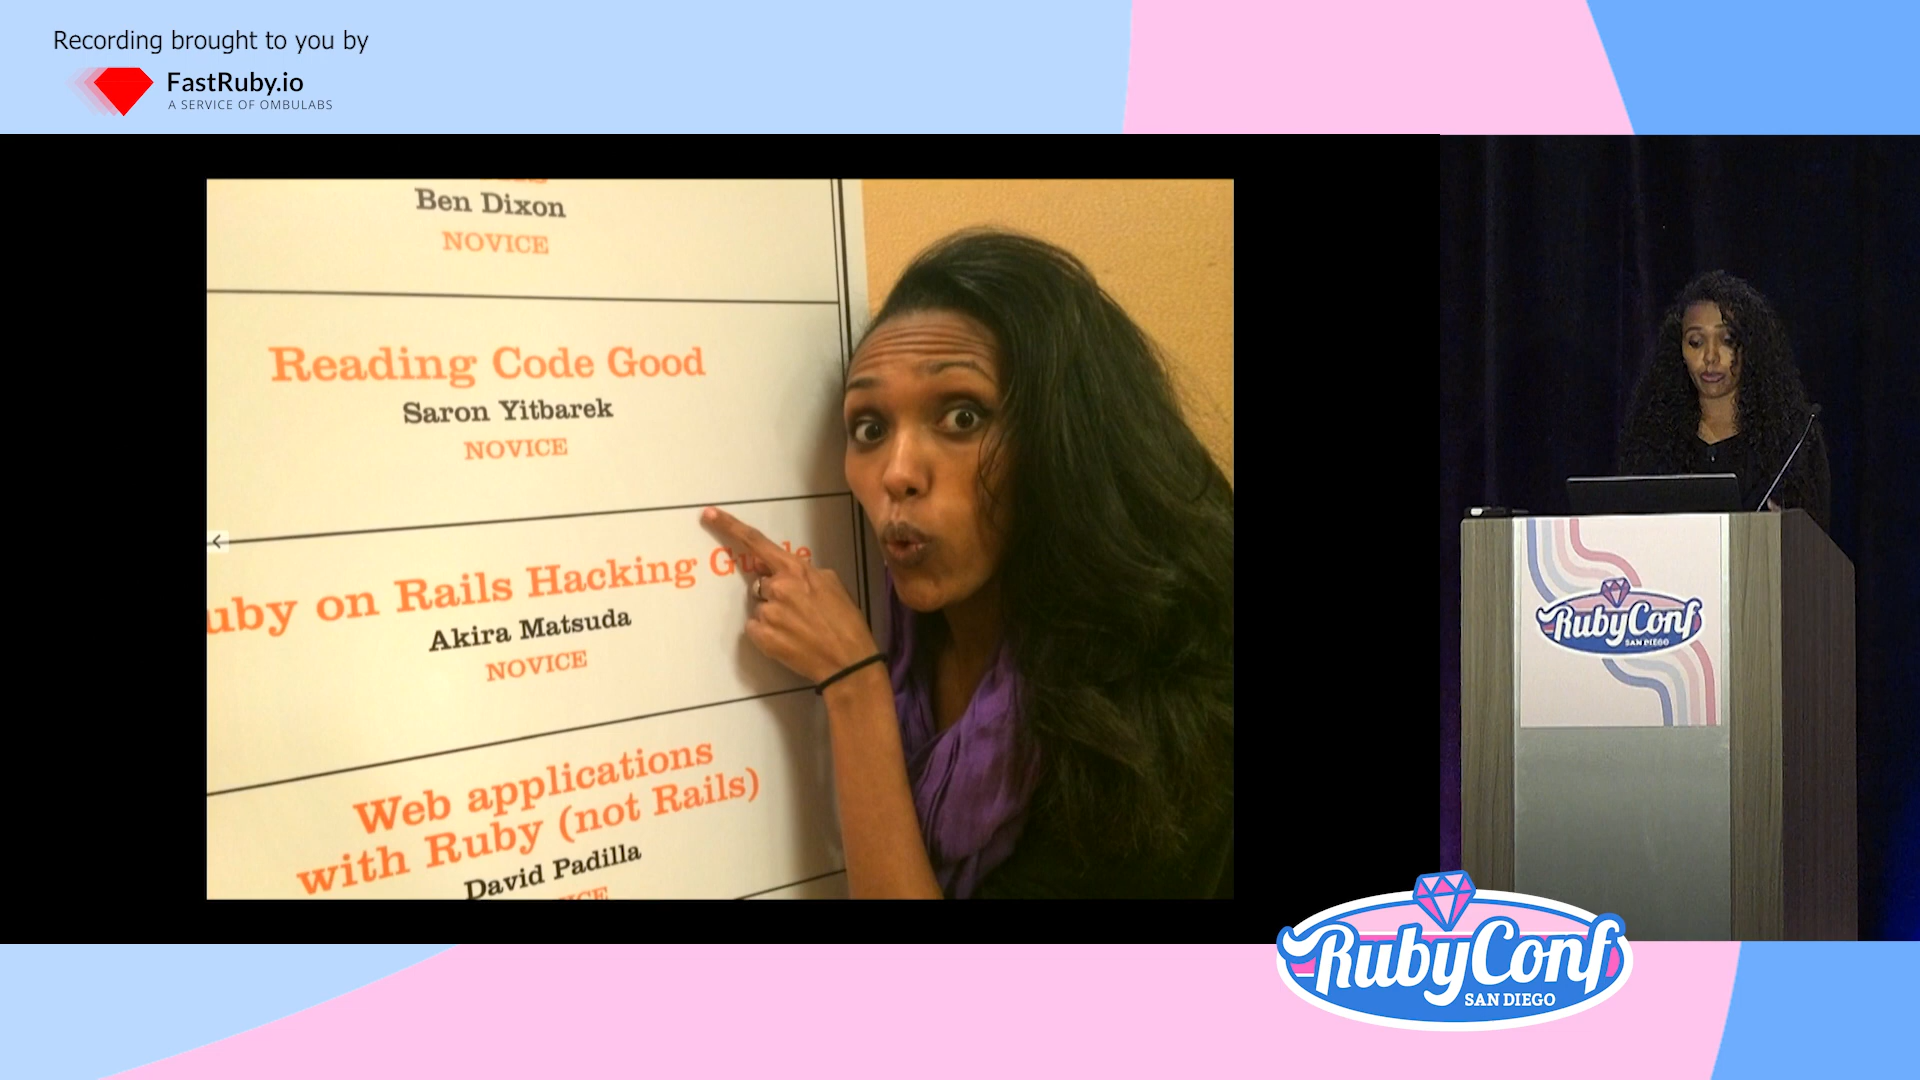 Recording brought to you by
FastRuby.io
A SERVICE OF OMBULABS
Ben Dixon
NOVICE
Reading Code Good
Saron Yitbarek
NOVICE
uby on Rails Hacking
Akira Matsuda
NOVICE
Web applications
with Ruby (not Rails)
David Padilla
RubyConf
SAN DIEGO
RubyConf
SAN DIEGO